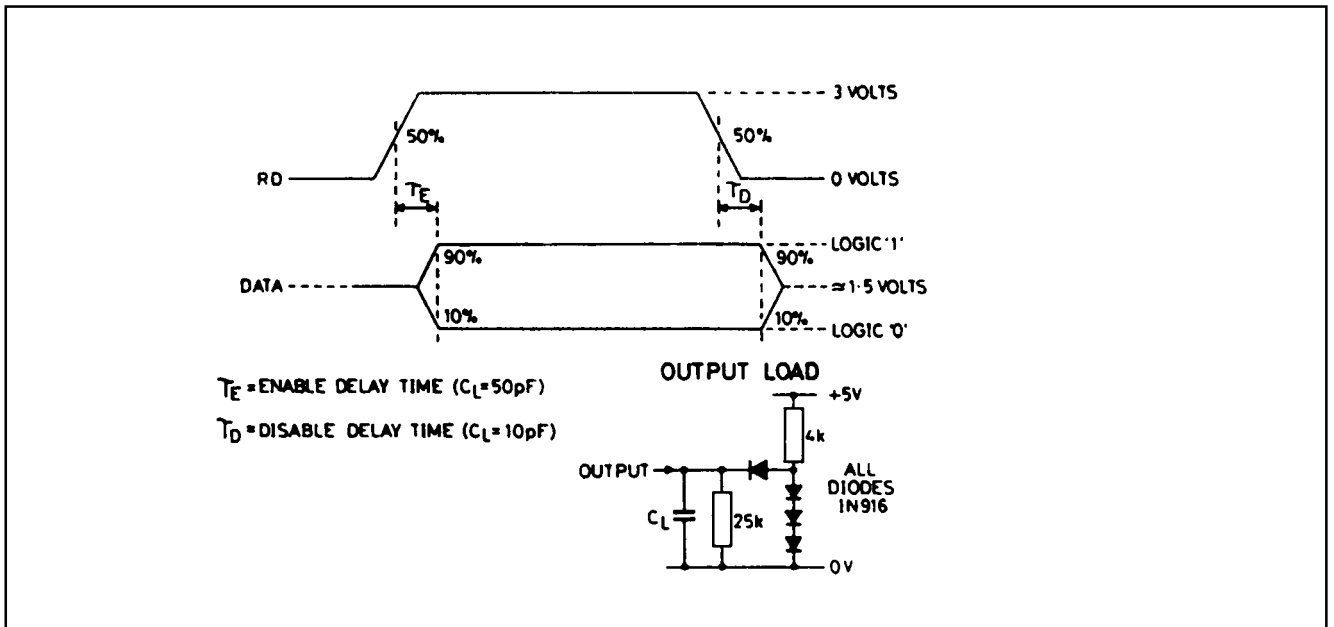 3 VOLTS
50%
50%
RD
0 VOLTS
TE
TD
LOGIC '1'
90%
90%
DATA
≈1·5 VOLTS
10%
10%
LOGIC '0'
OUTPUT LOAD
TE = ENABLE DELAY TIME (CL=50pF)
+5V
TD = DISABLE DELAY TIME (CL=10pF)
4k
OUTPUT
ALL
DIODES
IN916
CL
25k
0V